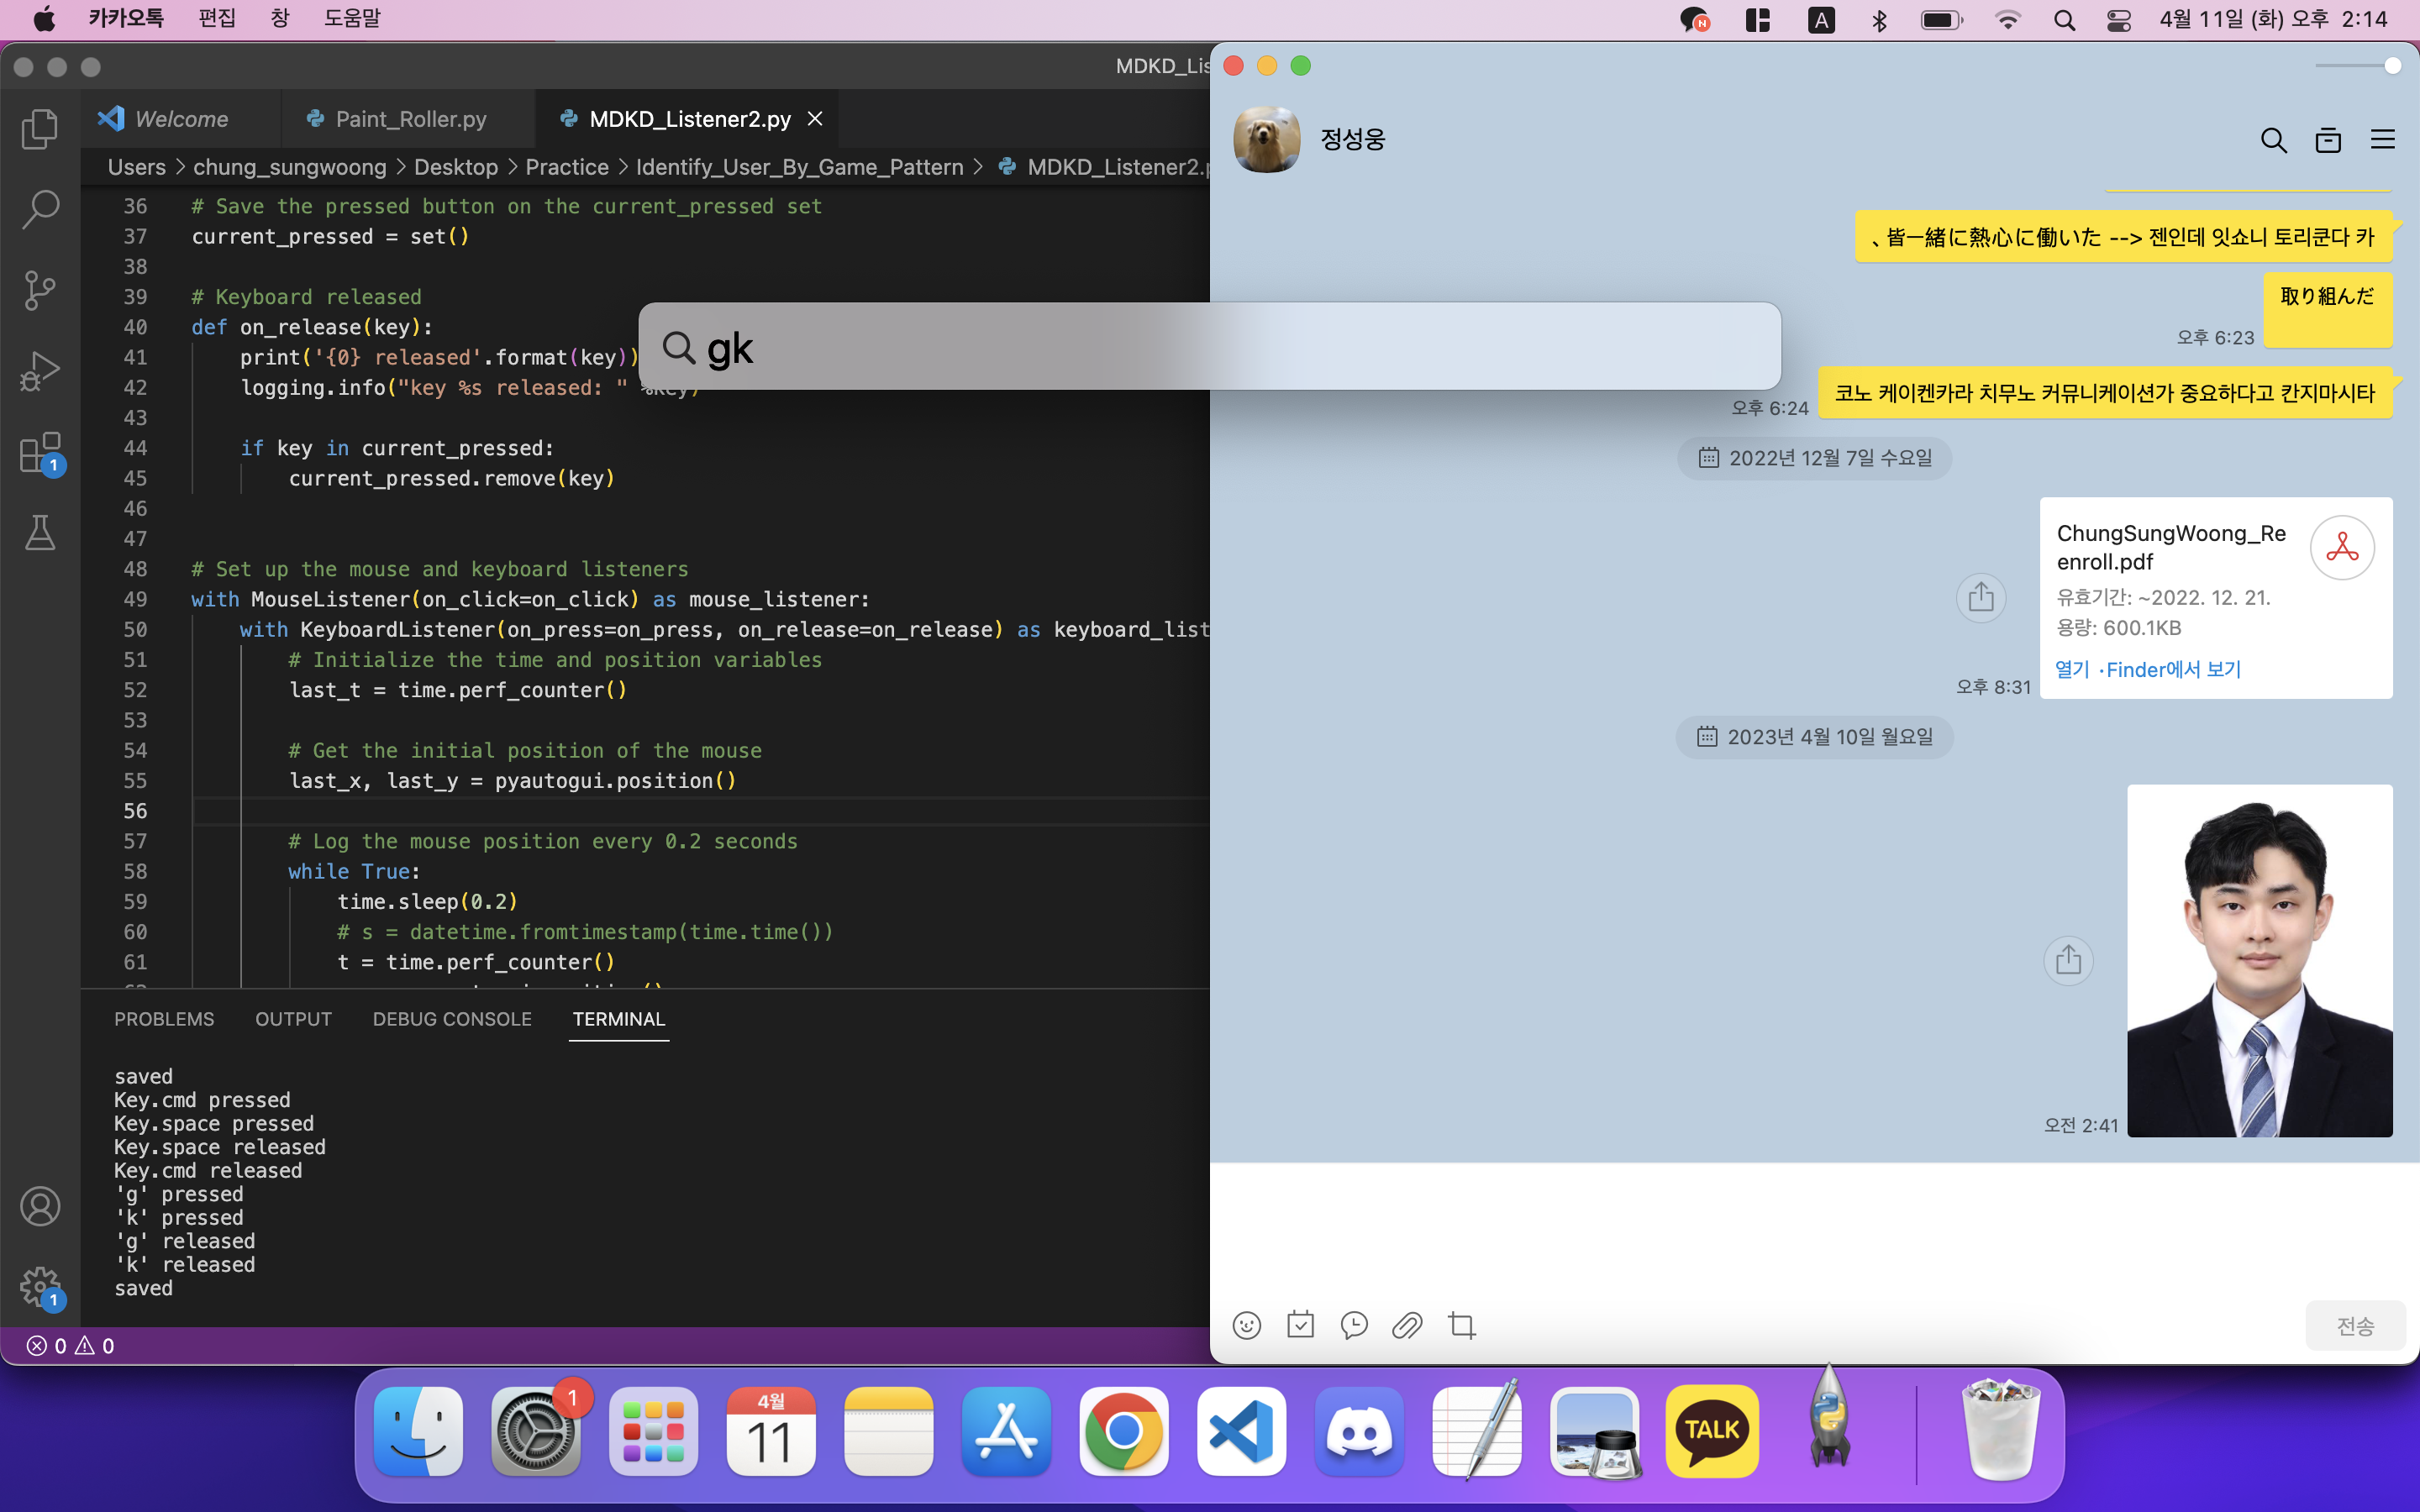 카카오톡 편집 창 도움말
N A 4월 11일 (화) 오후 2:14
MDKD_Lis
Welcome Paint_Roller.py MDKD_Listener2.py
Users > chung_sungwoong > Desktop > Practice > Identify_User_By_Game_Pattern > MDKD_Listener2.p
36 # Save the pressed button on the current_pressed set
37 current_pressed = set()
38
39 # Keyboard released
40 def on_release(key):
41 print('{0} released'.format(key))
42 logging.info("key %s released: " %key)
43
44 if key in current_pressed:
45 current_pressed.remove(key)
46
47
48 # Set up the mouse and keyboard listeners
49 with MouseListener(on_click=on_click) as mouse_listener:
50 with KeyboardListener(on_press=on_press, on_release=on_release) as keyboard_list
51 # Initialize the time and position variables
52 last_t = time.perf_counter()
53
54 # Get the initial position of the mouse
55 last_x, last_y = pyautogui.position()
56
57 # Log the mouse position every 0.2 seconds
58 while True:
59 time.sleep(0.2)
60 # s = datetime.fromtimestamp(time.time())
61 t = time.perf_counter()
PROBLEMS OUTPUT DEBUG CONSOLE TERMINAL
saved
Key.cmd pressed
Key.space pressed
Key.space released
Key.cmd released
'g' pressed
'k' pressed
'g' released
'k' released
saved
1
1
0 0
gk
정성웅
、皆一緒に熱心に働いた --> 젠인데 잇쇼니 토리쿤다 카
取り組んだ
오후 6:23
코노 케이켄카라 치무노 커뮤니케이션가 중요하다고 칸지마시타
오후 6:24
2022년 12월 7일 수요일
ChungSungWoong_Re
enroll.pdf
유효기간: ~2022. 12. 21.
용량: 600.1KB
열기 ·Finder에서 보기
오후 8:31
2023년 4월 10일 월요일
오전 2:41
전송
1
4월
11
TALK